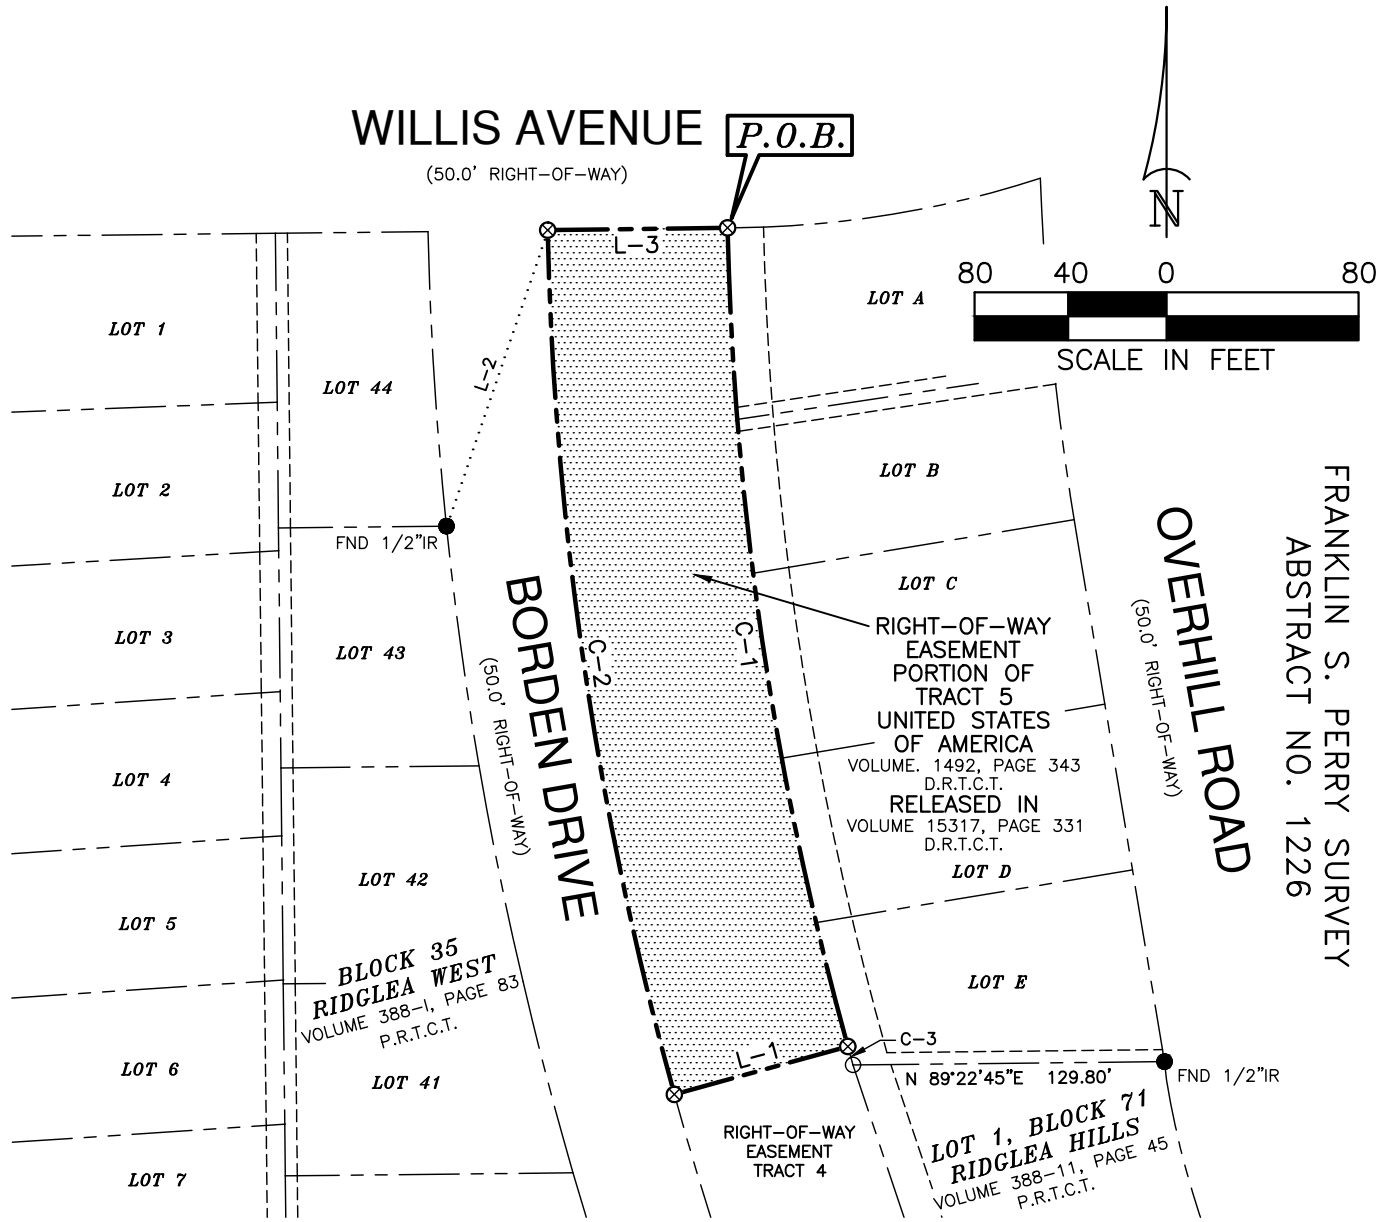 WILLIS AVENUE
(50.0' RIGHT-OF-WAY)
P.O.B.
N
80 40 0 80
SCALE IN FEET
L-3
L-2
LOT 1
LOT 2
LOT 3
LOT 4
LOT 5
LOT 6
LOT 7
LOT 44
FND 1/2"IR
LOT 43
LOT 42
BLOCK 35
RIDGLEA WEST
VOLUME 388-I, PAGE 83
P.R.T.C.T.
LOT 41
BORDEN DRIVE
(50.0' RIGHT-OF-WAY)
C-2
C-1
LOT A
LOT B
LOT C
RIGHT-OF-WAY
EASEMENT
PORTION OF
TRACT 5
UNITED STATES
OF AMERICA
VOLUME. 1492, PAGE 343
D.R.T.C.T.
RELEASED IN
VOLUME 15317, PAGE 331
D.R.T.C.T.
LOT D
LOT E
OVERHILL ROAD
(50.0' RIGHT-OF-WAY)
FRANKLIN S. PERRY SURVEY
ABSTRACT NO. 1226
L-1
C-3
N 89°22'45"E 129.80'
FND 1/2"IR
RIGHT-OF-WAY
EASEMENT
TRACT 4
LOT 1, BLOCK 71
RIDGLEA HILLS
VOLUME 388-11, PAGE 45
P.R.T.C.T.